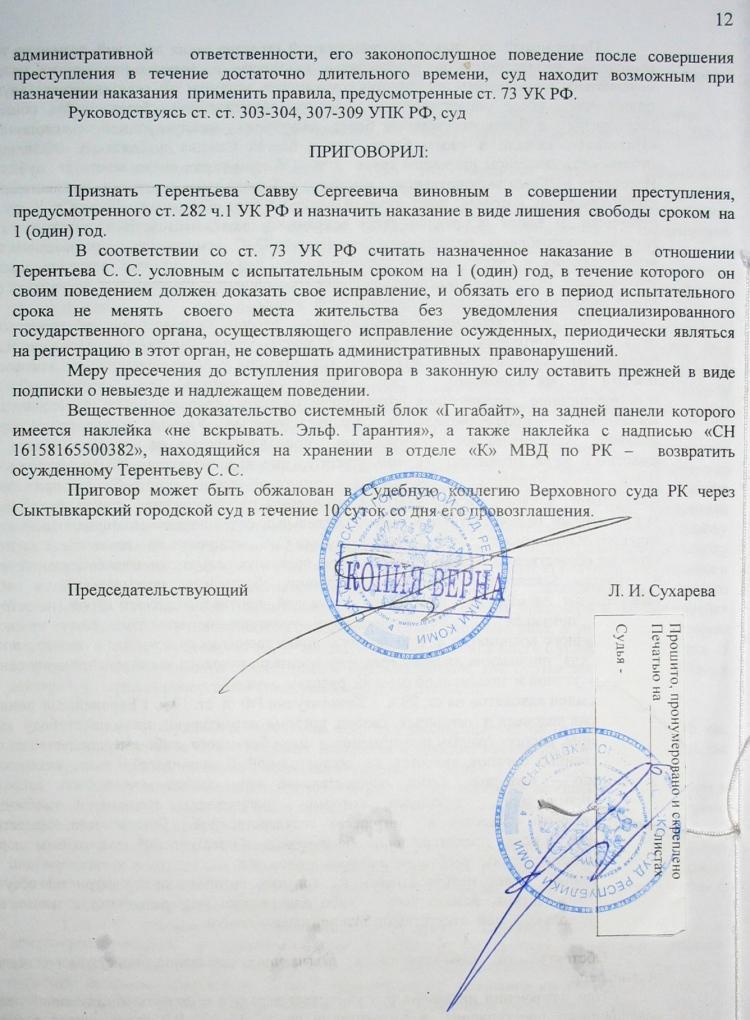 12
административной ответственности, его законопослушное поведение после совершения
преступления в течение достаточно длительного времени, суд находит возможным при
назначении наказания применить правила, предусмотренные ст. 73 УК РФ.
Руководствуясь ст. ст. 303-304, 307-309 УПК РФ, суд
ПРИГОВОРИЛ:
Признать Терентьева Савву Сергеевича виновным в совершении преступления,
предусмотренного ст. 282 ч.1 УК РФ и назначить наказание в виде лишения свободы сроком на
1 (один) год.
В соответствии со ст. 73 УК РФ считать назначенное наказание в отношении
Терентьева С. С. условным с испытательным сроком на 1 (один) год, в течение которого он
своим поведением должен доказать свое исправление, и обязать его в период испытательного
срока не менять своего места жительства без уведомления специализированного
государственного органа, осуществляющего исправление осужденных, периодически являться
на регистрацию в этот орган, не совершать административных правонарушений.
Меру пресечения до вступления приговора в законную силу оставить прежней в виде
подписки о невыезде и надлежащем поведении.
Вещественное доказательство системный блок «Гигабайт», на задней панели которого
имеется наклейка «не вскрывать. Эльф. Гарантия», а также наклейка с надписью «СН
16158165500382», находящийся на хранении в отделе «К» МВД по РК – возвратить
осужденному Терентьеву С. С.
Приговор может быть обжалован в Судебную коллегию Верховного суда РК через
Сыктывкарский городской суд в течение 10 суток со дня его провозглашения.
КОПИЯ ВЕРНА
Председательствующий Л. И. Сухарева
Прошито, пронумеровано и скреплено
Печатью на листах
Судья -
СУД РЕСПУБЛИКИ КОМИ